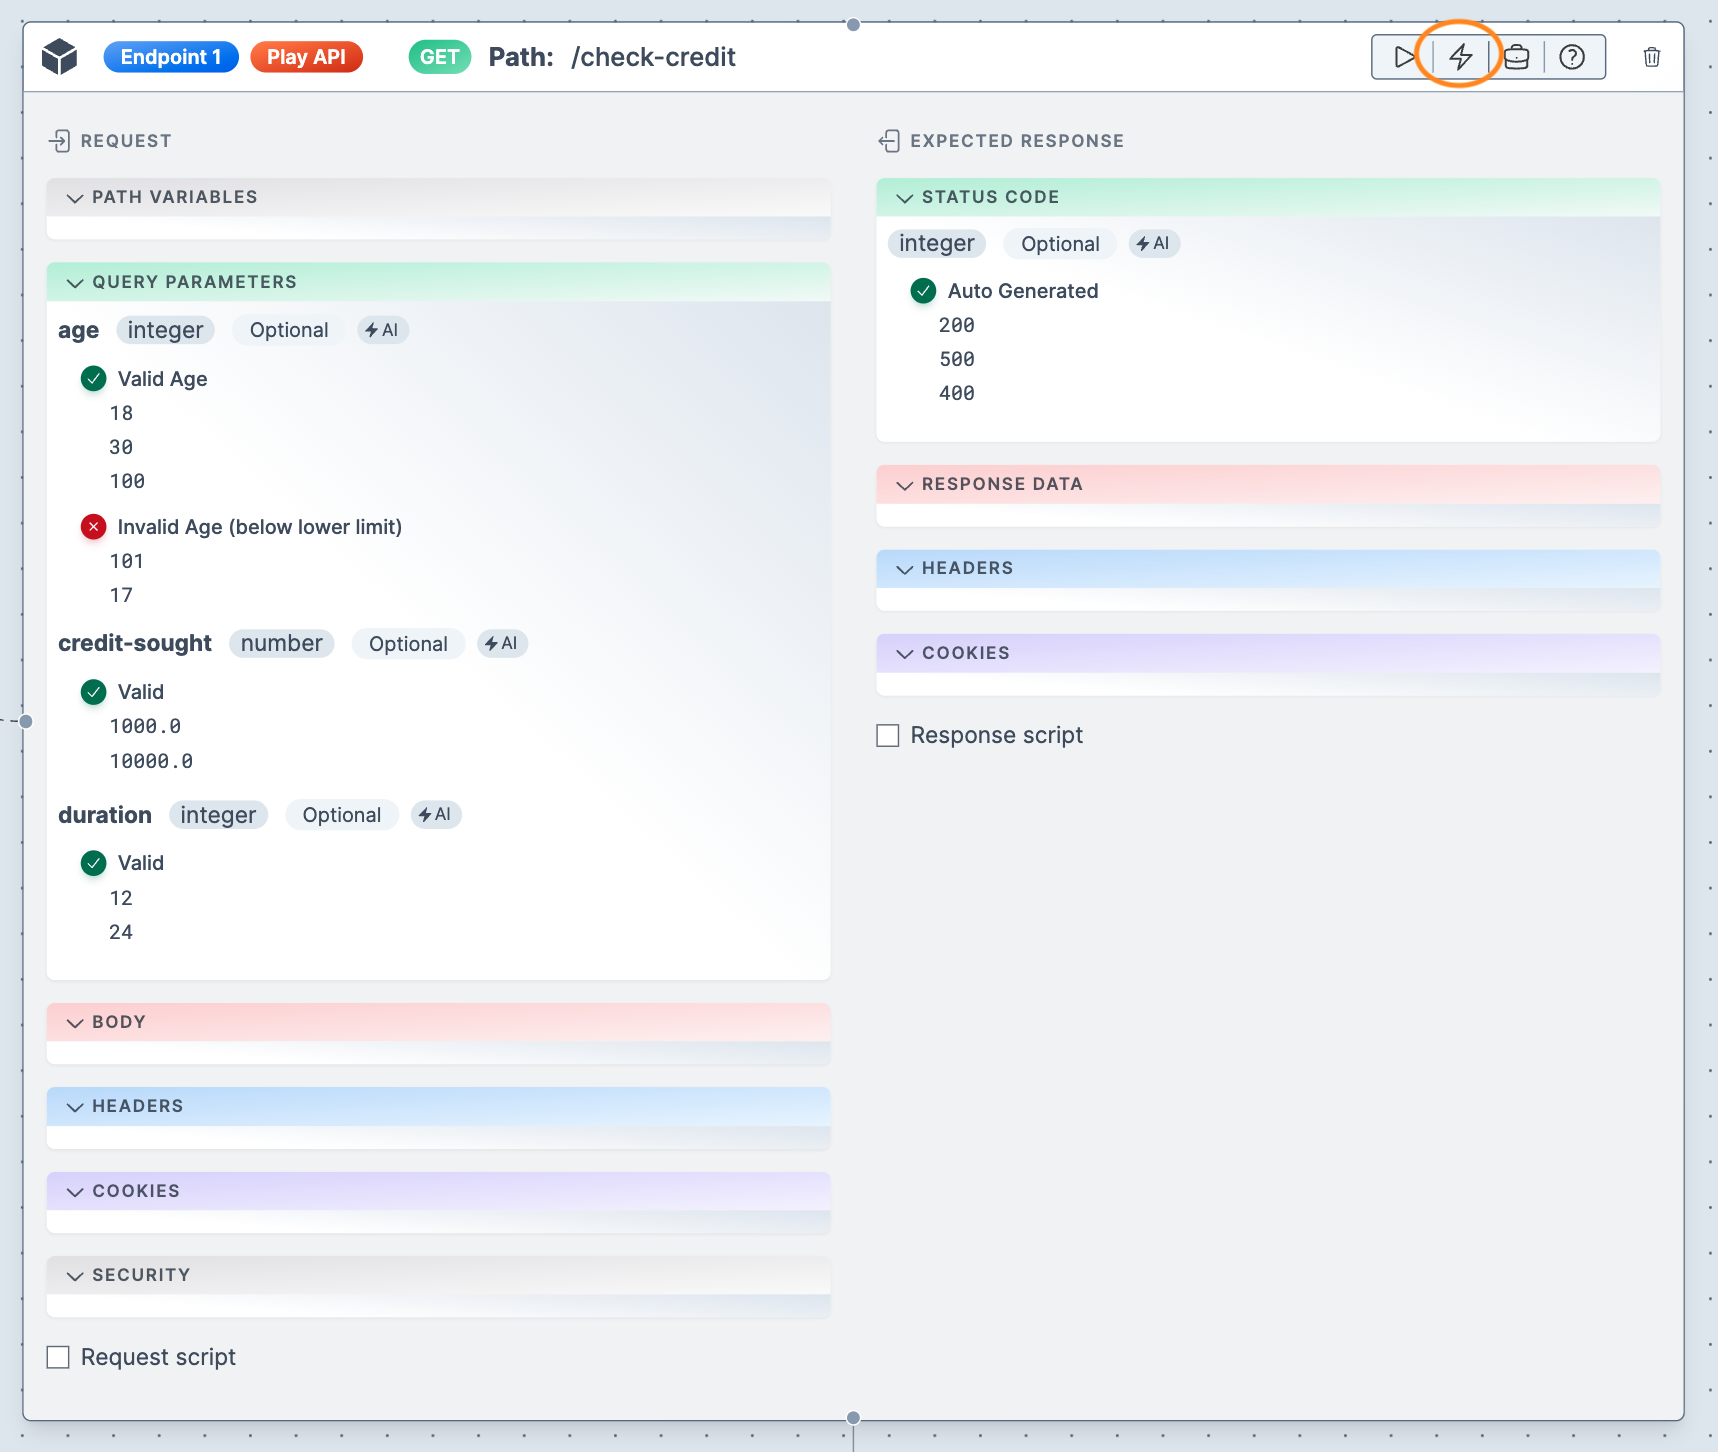 Endpoint 1 Play API GET Path: /check-credit
REQUEST
PATH VARIABLES
QUERY PARAMETERS
age integer Optional AI
Valid Age
18
30
100
Invalid Age (below lower limit)
101
17
credit-sought number Optional AI
Valid
1000.0
10000.0
duration integer Optional AI
Valid
12
24
BODY
HEADERS
COOKIES
SECURITY
Request script
EXPECTED RESPONSE
STATUS CODE
integer Optional AI
Auto Generated
200
500
400
RESPONSE DATA
HEADERS
COOKIES
Response script